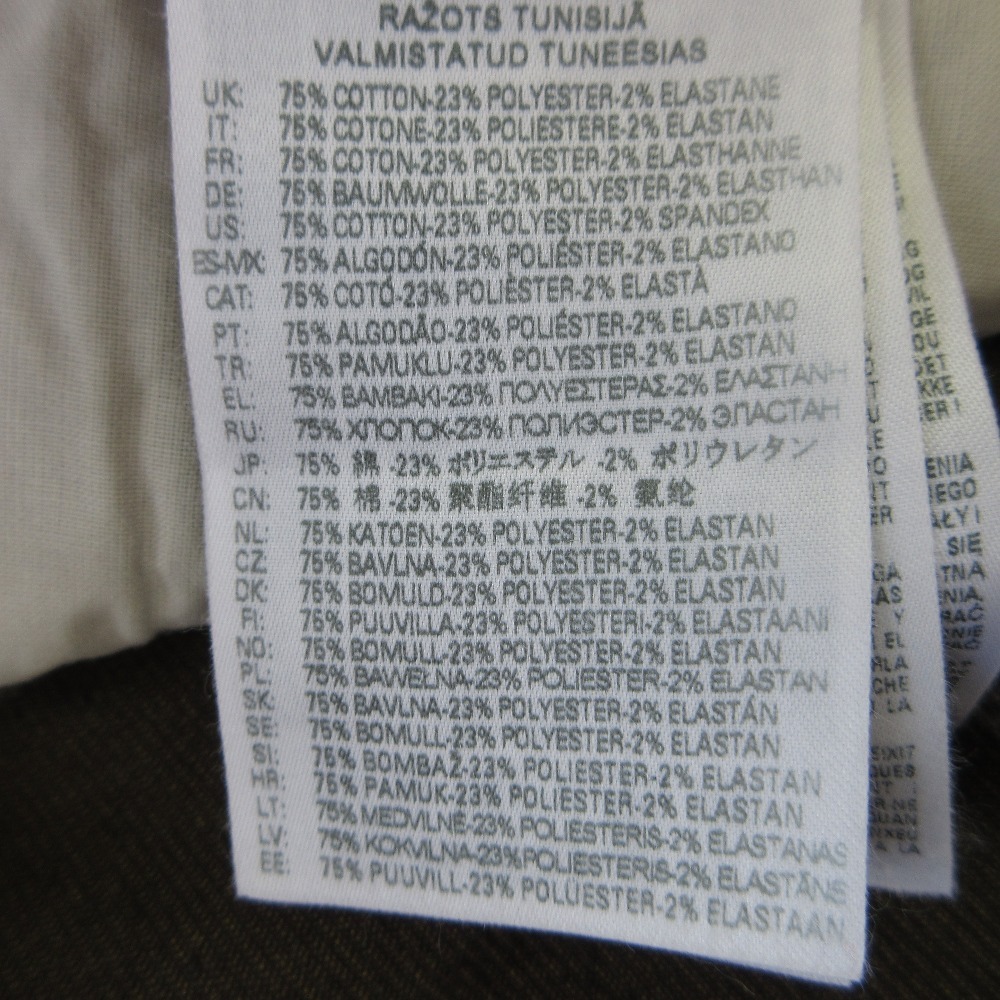 RAŽOTS TUNISIJĀ
VALMISTATUD TUNEESIAS
UK: 75% COTTON-23% POLYESTER-2% ELASTANE
IT: 75% COTONE-23% POLIESTERE-2% ELASTAN
FR: 75% COTON-23% POLYESTER-2% ELASTHANNE
DE: 75% BAUMWOLLE-23% POLYESTER-2% ELASTHAN
US: 75% COTTON-23% POLYESTER-2% SPANDEX
ES-MX: 75% ALGODÓN-23% POLIÉSTER-2% ELASTANO
CAT: 75% COTÓ-23% POLIÈSTER-2% ELASTÀ
PT: 75% ALGODÃO-23% POLIÉSTER-2% ELASTANO
TR: 75% PAMUKLU-23% POLYESTER-2% ELASTAN
EL: 75% ΒΑΜΒΑΚΙ-23% ΠΟΛΥΕΣΤΕΡΑΣ-2% ΕΛΑΣΤΑΝΗ
RU: 75% ХЛОПОК-23% ПОЛИЭСТЕР-2% ЭЛАСТАН
JP: 75% 綿 -23% ポリエステル -2% ポリウレタン
CN: 75% 棉 -23% 聚酯纤维 -2% 氨纶
NL: 75% KATOEN-23% POLYESTER-2% ELASTAN
CZ: 75% BAVLNA-23% POLYESTER-2% ELASTAN
DK: 75% BOMULD-23% POLYESTER-2% ELASTAN
FI: 75% PUUVILLA-23% POLYESTERI-2% ELASTAANI
NO: 75% BOMULL-23% POLYESTER-2% ELASTAN
PL: 75% BAWEŁNA-23% POLIESTER-2% ELASTAN
SK: 75% BAVLNA-23% POLYESTER-2% ELASTÁN
SE: 75% BOMULL-23% POLYESTER-2% ELASTAN
SI: 75% BOMBAŽ-23% POLIESTER-2% ELASTAN
HR: 75% PAMUK-23% POLIESTER-2% ELASTAN
LT: 75% MEDVILNĖ-23% POLIESTERIS-2% ELASTANAS
LV: 75% KOKVILNA-23% POLIESTERIS-2% ELASTĀNS
EE: 75% PUUVILL-23% POLÜESTER-2% ELASTAAN